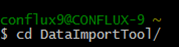 conflux9@CONFLUX-9 ~
$ cd DataImportTool/